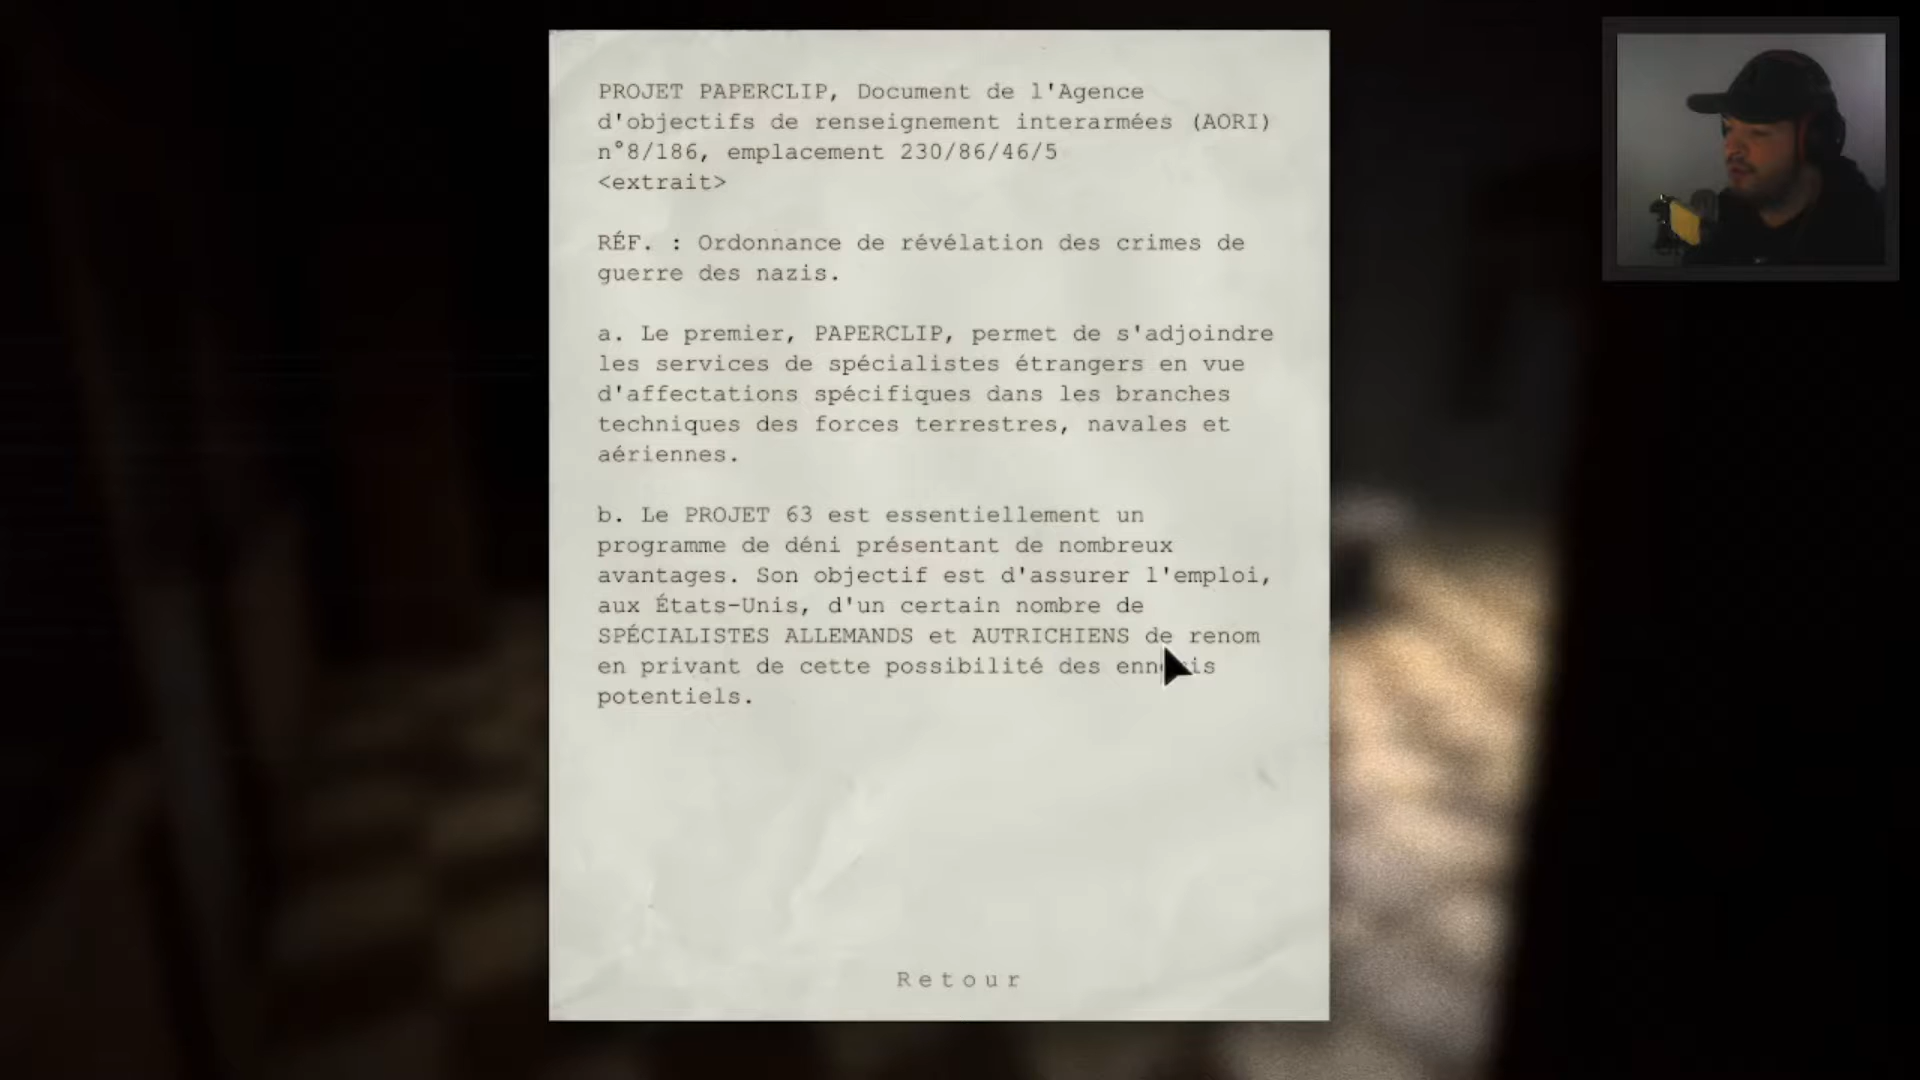 PROJET PAPERCLIP, Document de l'Agence
d'objectifs de renseignement interarmées (AORI)
n°8/186, emplacement 230/86/46/5
<extrait>
RÉF. : Ordonnance de révélation des crimes de
guerre des nazis.
a. Le premier, PAPERCLIP, permet de s'adjoindre
les services de spécialistes étrangers en vue
d'affectations spécifiques dans les branches
techniques des forces terrestres, navales et
aériennes.
b. Le PROJET 63 est essentiellement un
programme de déni présentant de nombreux
avantages. Son objectif est d'assurer l'emploi,
aux États-Unis, d'un certain nombre de
SPÉCIALISTES ALLEMANDS et AUTRICHIENS de renom
en privant de cette possibilité des
potentiels.
Retour